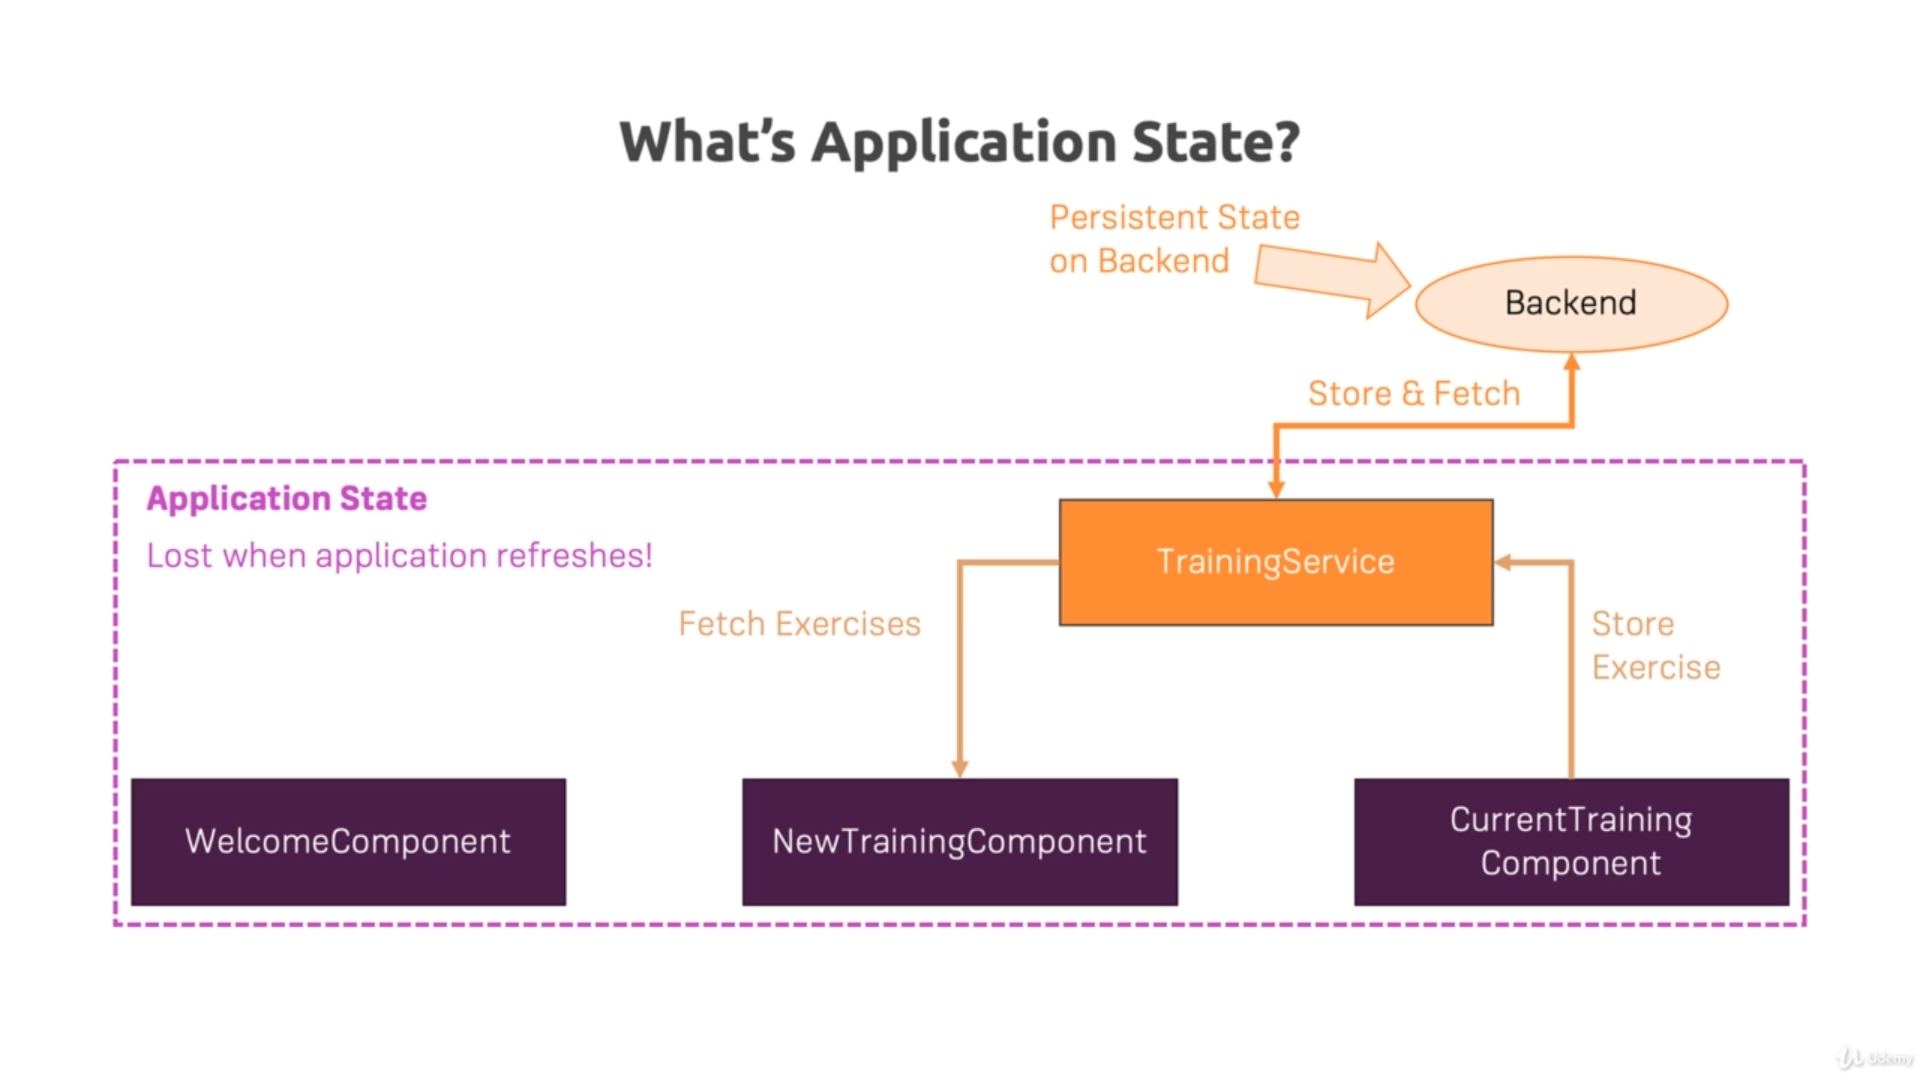 What's Application State?
Persistent State
on Backend
Backend
Store & Fetch
Application State
Lost when application refreshes!
TrainingService
Fetch Exercises
Store
Exercise
WelcomeComponent
NewTrainingComponent
CurrentTraining
Component
Udemy